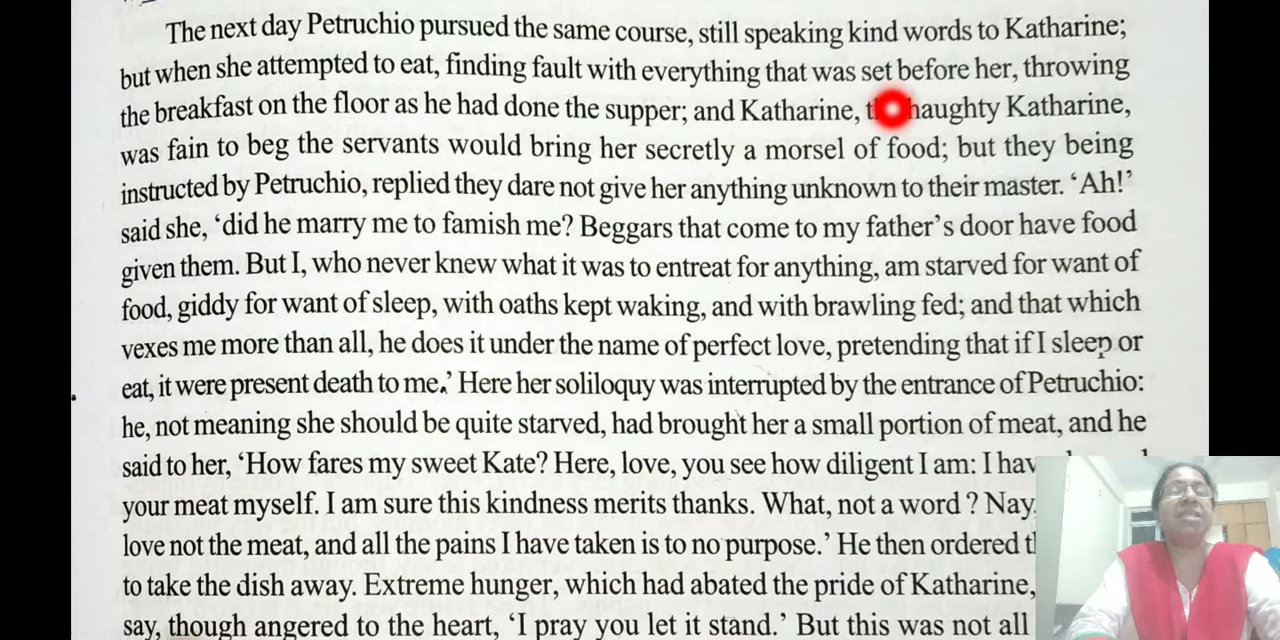 The next day Petruchio pursued the same course, still speaking kind words to Katharine;
but when she attempted to eat, finding fault with everything that was set before her, throwing
the breakfast on the floor as he had done the supper; and Katharine, haughty Katharine,
was fain to beg the servants would bring her secretly a morsel of food; but they being
instructed by Petruchio, replied they dare not give her anything unknown to their master. ‘Ah!’
said she, ‘did he marry me to famish me? Beggars that come to my father’s door have food
given them. But I, who never knew what it was to entreat for anything, am starved for want of
food, giddy for want of sleep, with oaths kept waking, and with brawling fed; and that which
vexes me more than all, he does it under the name of perfect love, pretending that if I sleep or
eat, it were present death to me.’ Here her soliloquy was interrupted by the entrance of Petruchio:
he, not meaning she should be quite starved, had brought her a small portion of meat, and he
said to her, ‘How fares my sweet Kate? Here, love, you see how diligent I am: I
your meat myself. I am sure this kindness merits thanks. What, not a word ? Nay,
love not the meat, and all the pains I have taken is to no purpose.’ He then ordered
to take the dish away. Extreme hunger, which had abated the pride of Katharine,
say, though angered to the heart, ‘I pray you let it stand.’ But this was not all